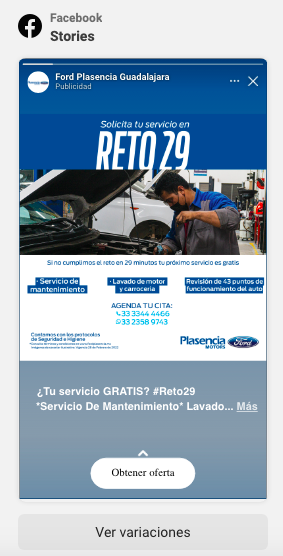 Facebook
Stories
Ford Plasencia Guadalajara
Publicidad
Solicita tu servicio en
RETO 29
Si no cumplimos el reto en 29 minutos tu próximo servicio es gratis
· Servicio de
mantenimiento
· Lavado de motor
y carrocería
Revisión de 43 puntos de
funcionamiento del auto
AGENDA TU CITA:
33 3344 4466
33 2358 9743
Contamos con los protocolos
de Seguridad e Higiene
Plasencia
MOTORS
Ford
¿Tu servicio GRATIS? #Reto29
*Servicio De Mantenimiento* Lavado... Más
Obtener oferta
Ver variaciones